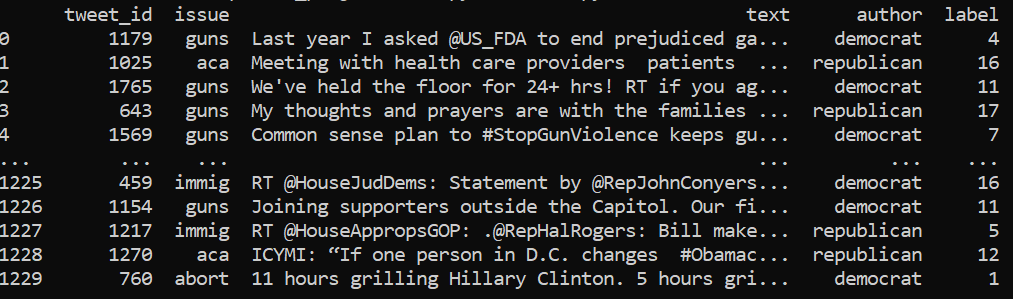 tweet_id issue text author label
0 1179 guns Last year I asked @US_FDA to end prejudiced ga... democrat 4
1 1025 aca Meeting with health care providers patients ... republican 16
2 1765 guns We've held the floor for 24+ hrs! RT if you ag... democrat 11
3 643 guns My thoughts and prayers are with the families ... republican 17
4 1569 guns Common sense plan to #StopGunViolence keeps gu... democrat 7
... ... ... ... ... ...
1225 459 immig RT @HouseJudDems: Statement by @RepJohnConyers... democrat 16
1226 1154 guns Joining supporters outside the Capitol. Our fi... democrat 11
1227 1217 immig RT @HouseAppropsGOP: .@RepHalRogers: Bill make... republican 5
1228 1270 aca ICYMI: “If one person in D.C. changes #Obamac... republican 12
1229 760 abort 11 hours grilling Hillary Clinton. 5 hours gri... democrat 1